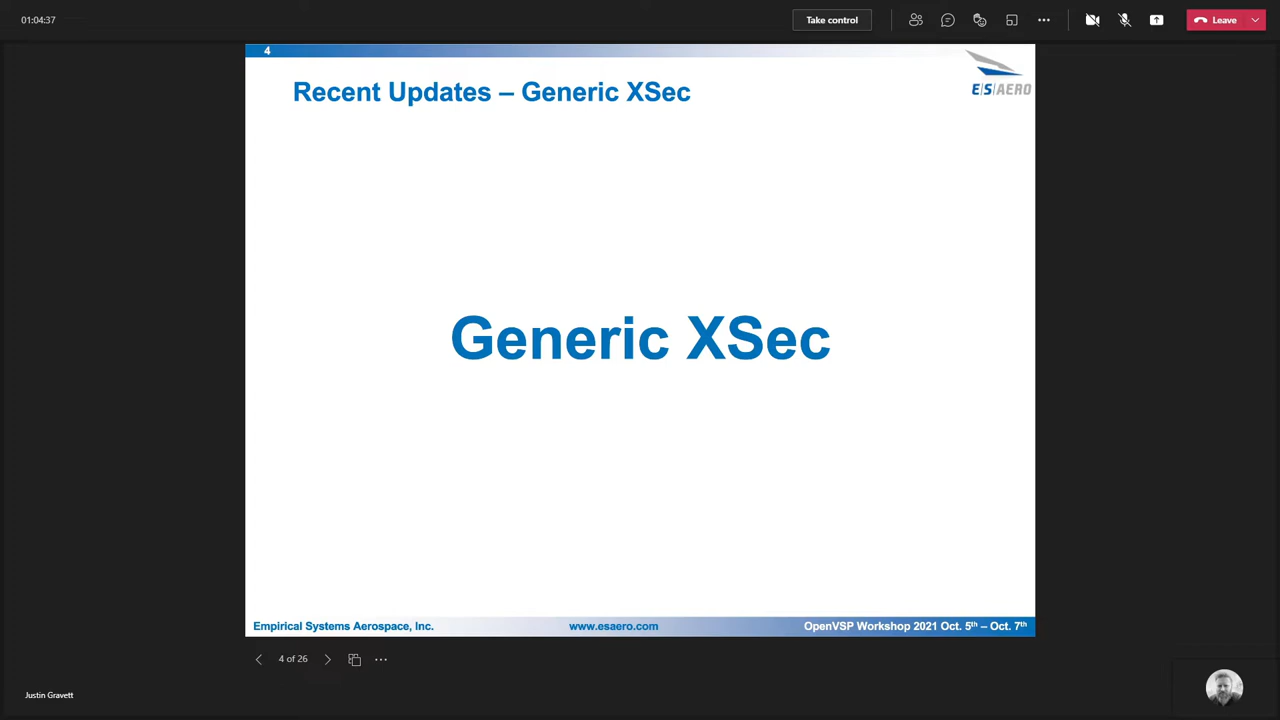 01:04:37
Take control
Leave
4
Recent Updates – Generic XSec
E|S|AERO
Generic XSec
Empirical Systems Aerospace, Inc.
www.esaero.com
OpenVSP Workshop 2021 Oct. 5th – Oct. 7th
4 of 26
Justin Gravett